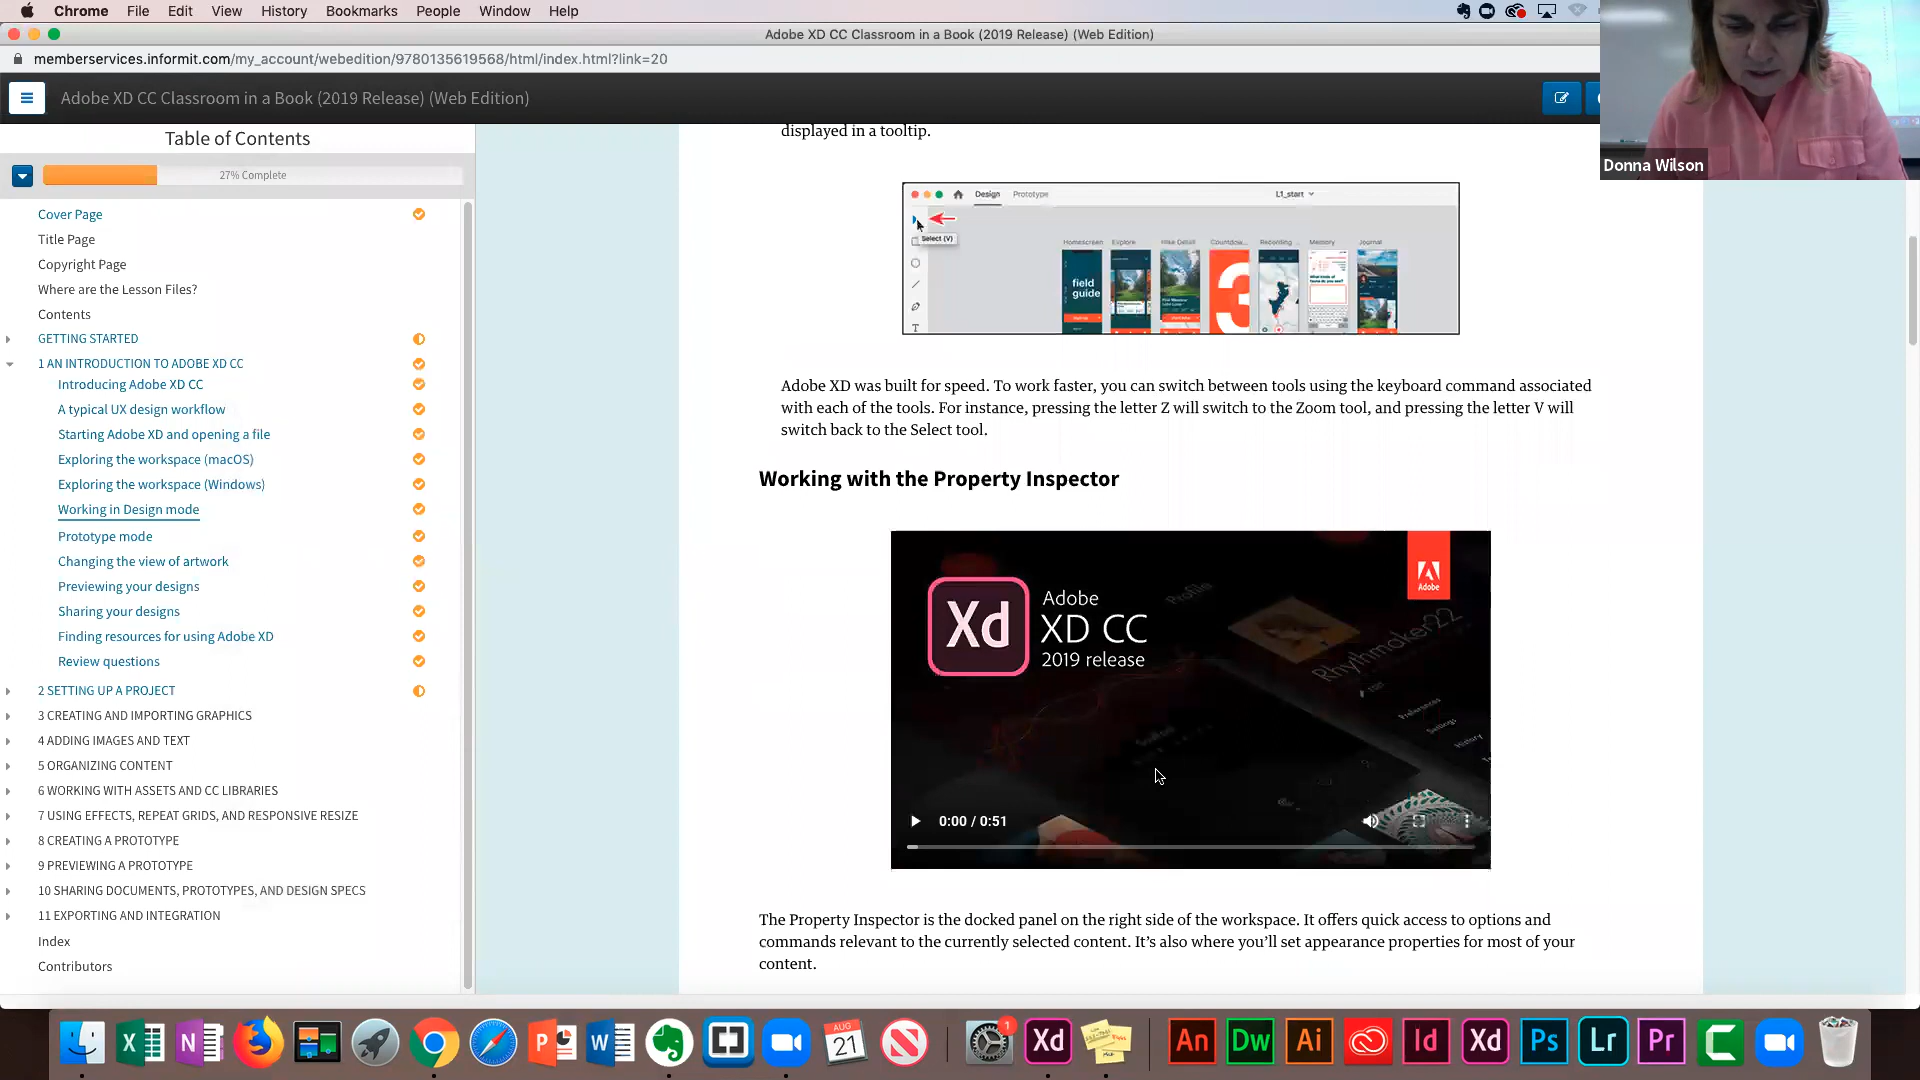 Chrome File Edit View History Bookmarks People Window Help
Adobe XD CC Classroom in a Book (2019 Release) (Web Edition)
memberservices.informit.com/my_account/webedition/9780135619568/html/index.html?link=20
Adobe XD CC Classroom in a Book (2019 Release) (Web Edition)
Donna Wilson
Table of Contents
27% Complete
Cover Page
Title Page
Copyright Page
Where are the Lesson Files?
Contents
GETTING STARTED
1 AN INTRODUCTION TO ADOBE XD CC
Introducing Adobe XD CC
A typical UX design workflow
Starting Adobe XD and opening a file
Exploring the workspace (macOS)
Exploring the workspace (Windows)
Working in Design mode
Prototype mode
Changing the view of artwork
Previewing your designs
Sharing your designs
Finding resources for using Adobe XD
Review questions
2 SETTING UP A PROJECT
3 CREATING AND IMPORTING GRAPHICS
4 ADDING IMAGES AND TEXT
5 ORGANIZING CONTENT
6 WORKING WITH ASSETS AND CC LIBRARIES
7 USING EFFECTS, REPEAT GRIDS, AND RESPONSIVE RESIZE
8 CREATING A PROTOTYPE
9 PREVIEWING A PROTOTYPE
10 SHARING DOCUMENTS, PROTOTYPES, AND DESIGN SPECS
11 EXPORTING AND INTEGRATION
Index
Contributors
displayed in a tooltip.
Design Prototype L1_start
Select (V)
Homescreen Explore Hike Detail Countdow... Recording ... Memory Journal
field
guide
3
T
Adobe XD was built for speed. To work faster, you can switch between tools using the keyboard command associated
with each of the tools. For instance, pressing the letter Z will switch to the Zoom tool, and pressing the letter V will
switch back to the Select tool.
Working with the Property Inspector
Xd
Adobe
XD CC
2019 release
Adobe
Profile
Rhythmaker22
Preferences
Settings
History
0:00 / 0:51
The Property Inspector is the docked panel on the right side of the workspace. It offers quick access to options and
commands relevant to the currently selected content. It’s also where you’ll set appearance properties for most of your
content.
X N P W AUG 21 1 Xd An Dw Ai Id Xd Ps Lr Pr C